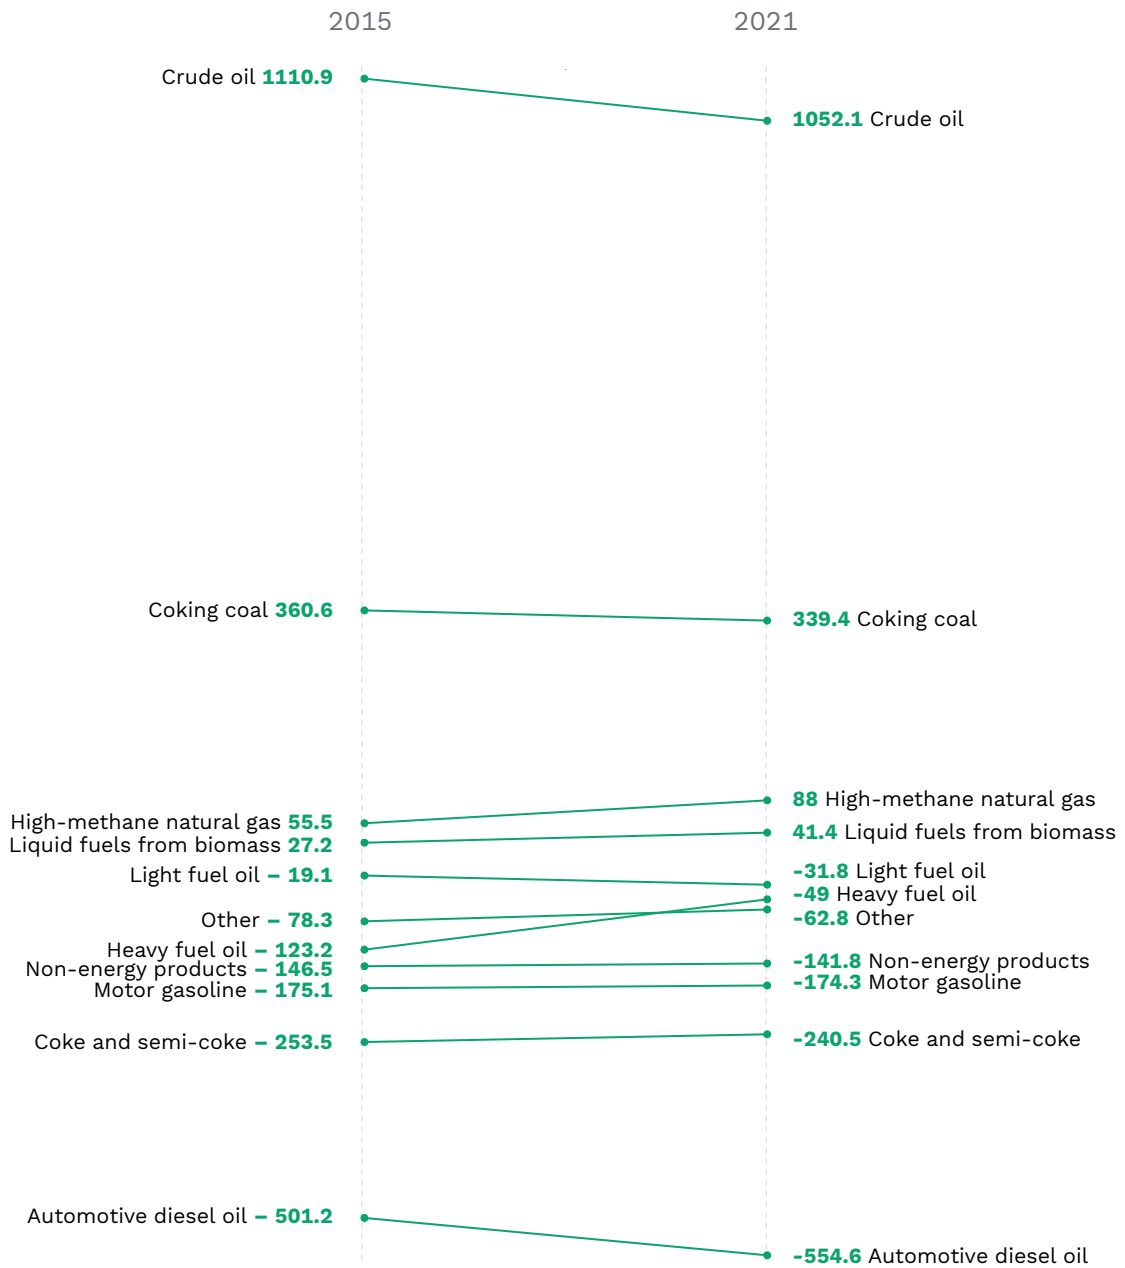 2015
2021
Crude oil 1110.9
1052.1 Crude oil
Coking coal 360.6
339.4 Coking coal
88 High-methane natural gas
High-methane natural gas 55.5
41.4 Liquid fuels from biomass
Liquid fuels from biomass 27.2
-31.8 Light fuel oil
Light fuel oil – 19.1
-49 Heavy fuel oil
Other – 78.3
-62.8 Other
Heavy fuel oil – 123.2
-141.8 Non-energy products
Non-energy products – 146.5
-174.3 Motor gasoline
Motor gasoline – 175.1
-240.5 Coke and semi-coke
Coke and semi-coke – 253.5
Automotive diesel oil – 501.2
-554.6 Automotive diesel oil